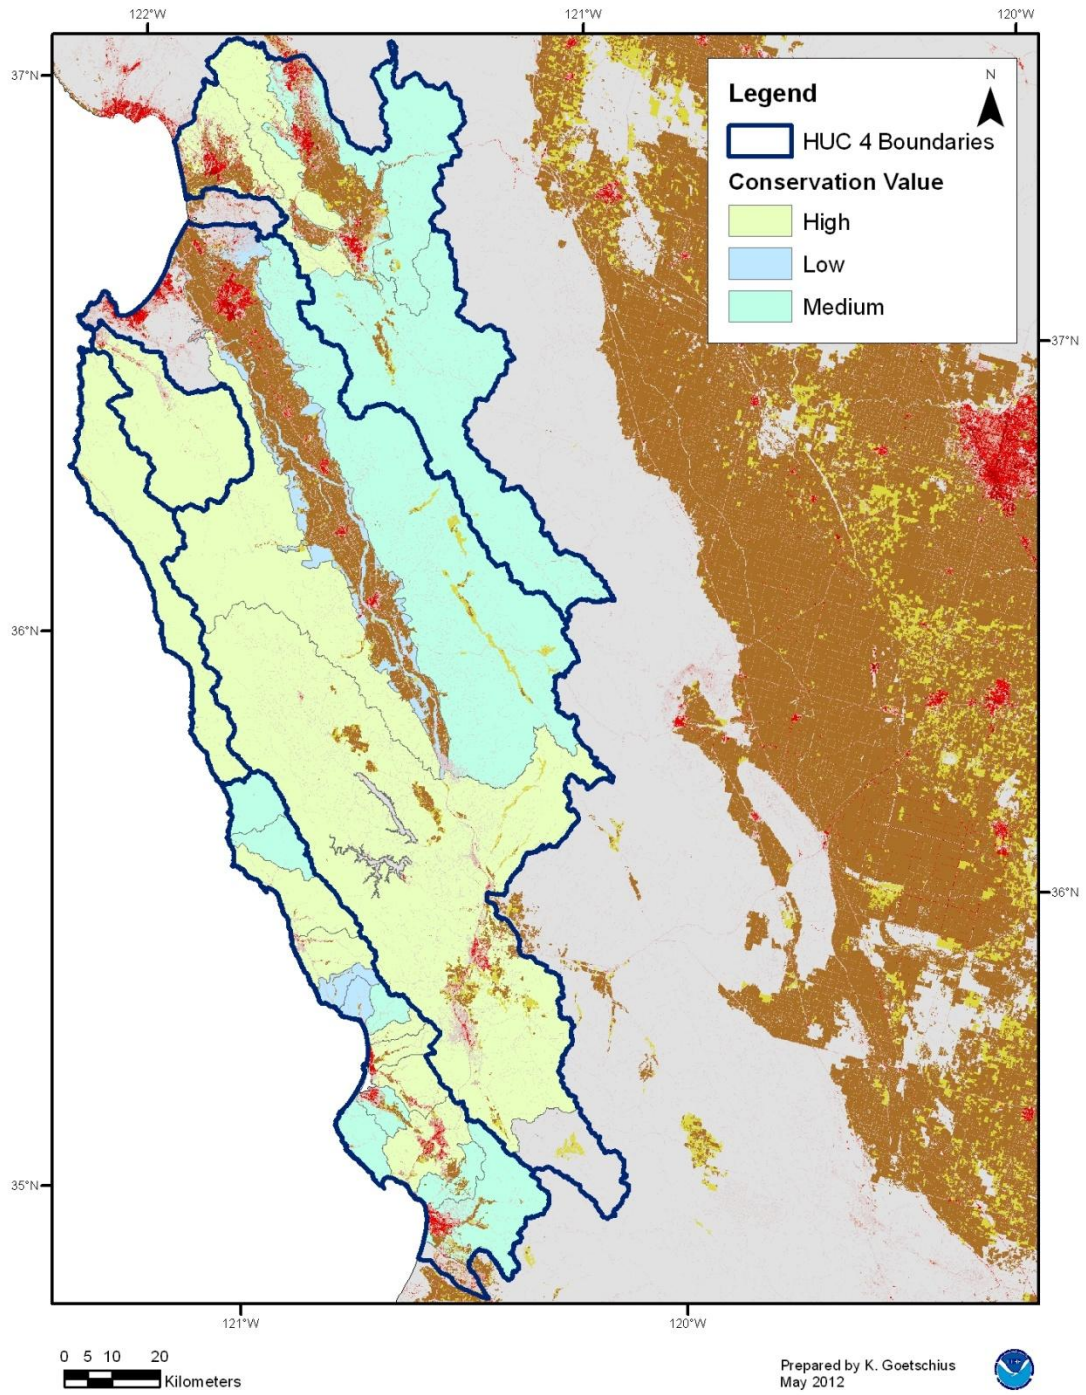 122°W
121°W
120°W
37°N
N
Legend
HUC 4 Boundaries
Conservation Value
High
Low
Medium
37°N
36°N
36°N
35°N
121°W
120°W
0 5 10 20
Kilometers
Prepared by K. Goetschius
May 2012